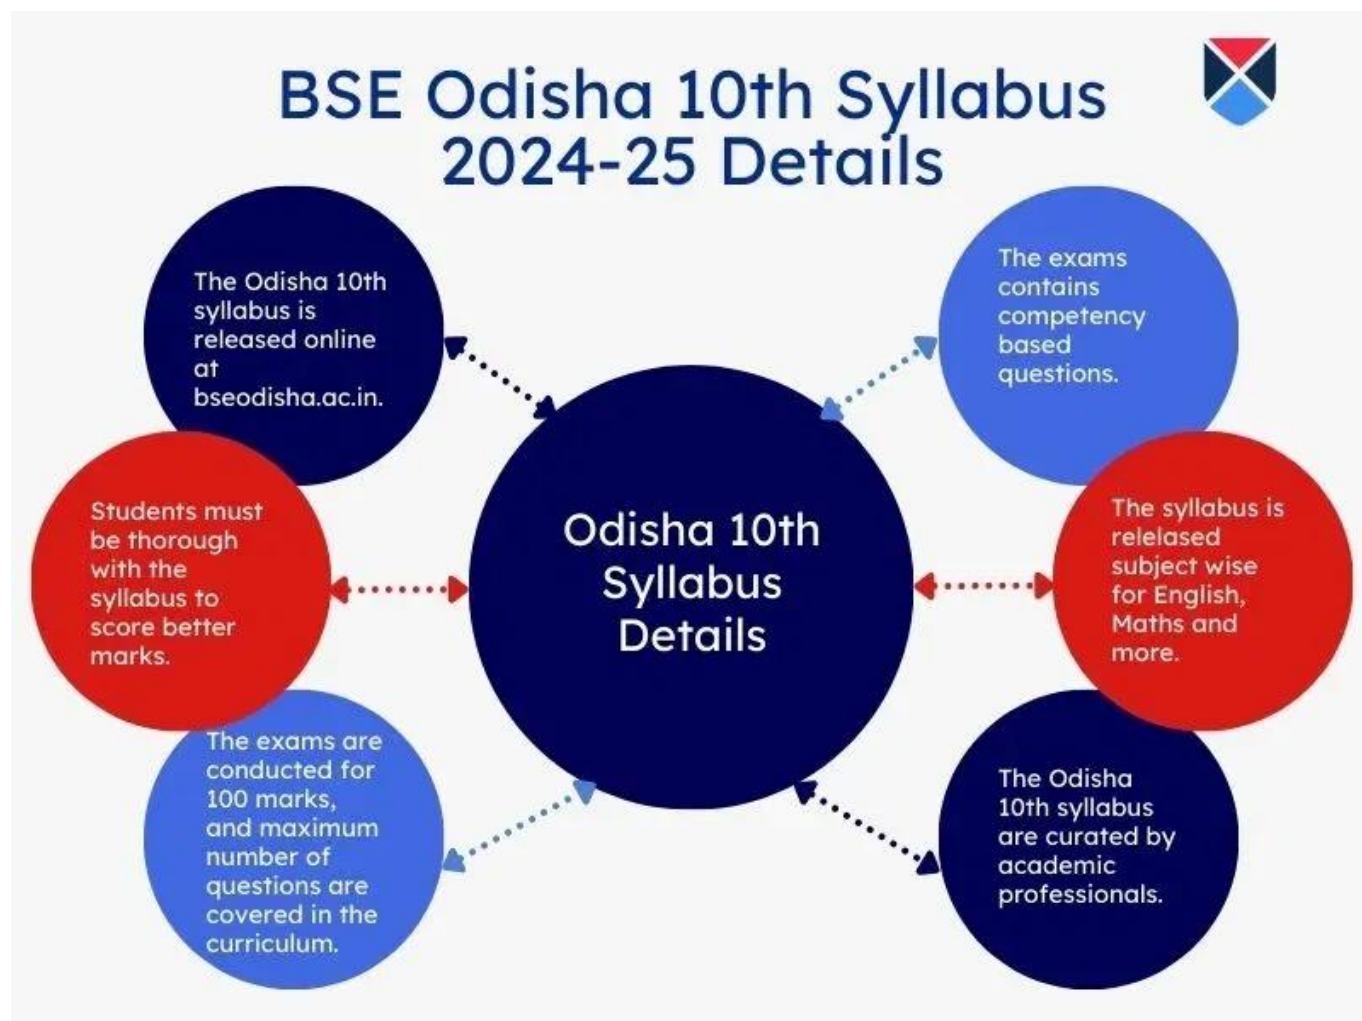 BSE Odisha 10th Syllabus
2024-25 Details
The Odisha 10th
syllabus is
released online
at
bseodisha.ac.in.
The exams
contains
competency
based
questions.
Students must
be thorough
with the
syllabus to
score better
marks.
Odisha 10th
Syllabus
Details
The syllabus is
relelased
subject wise
for English,
Maths and
more.
The exams are
conducted for
100 marks,
and maximum
number of
questions are
covered in the
curriculum.
The Odisha
10th syllabus
are curated by
academic
professionals.